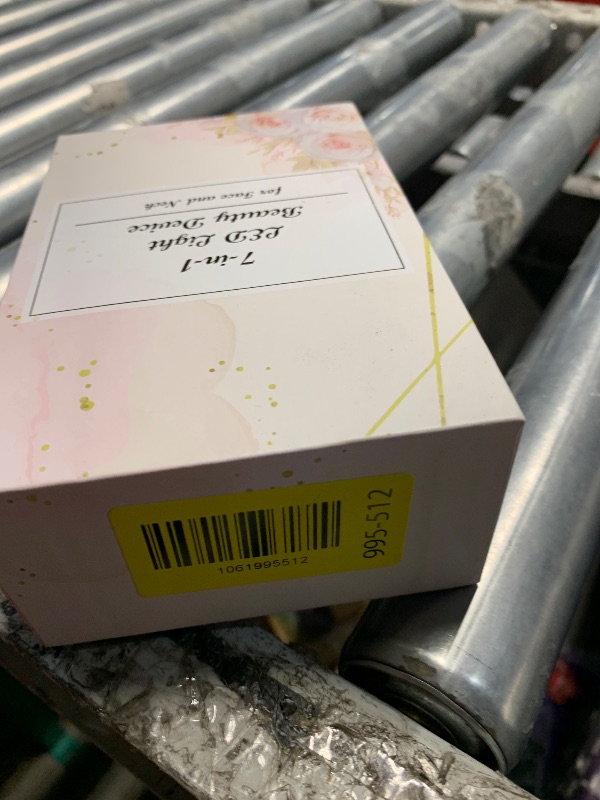 7-in-1
LED Light
Beauty Device
for Face and Neck
1061995512
995-512